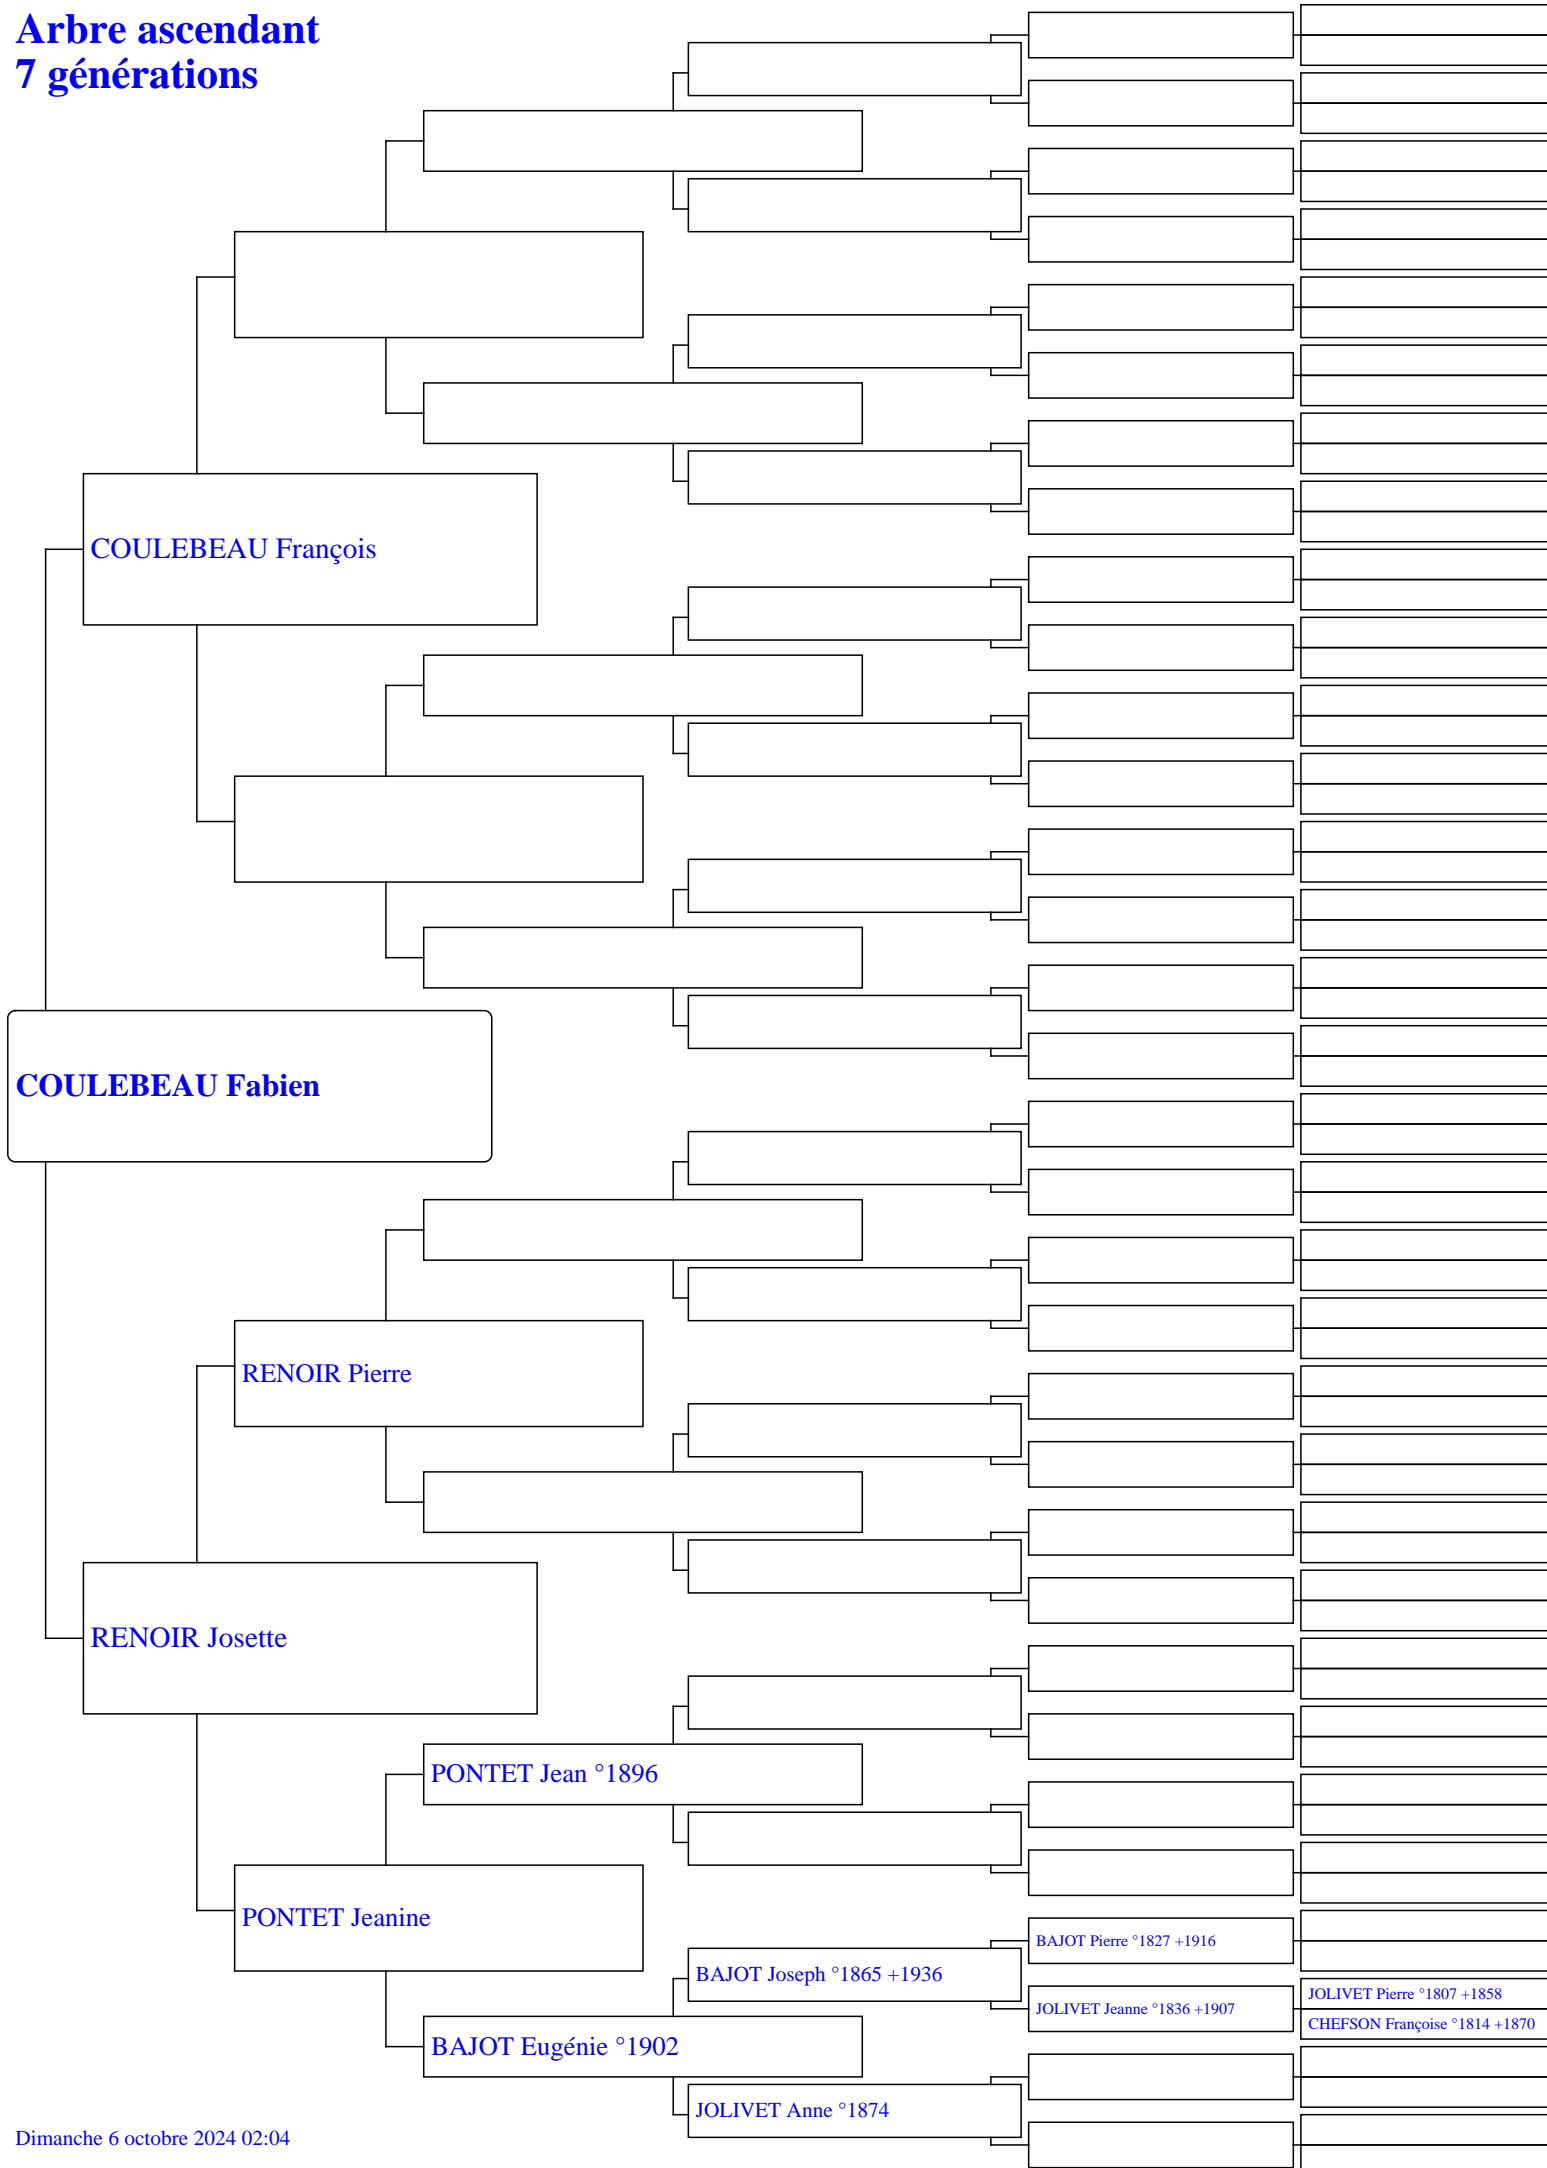 Arbre ascendant
7 générations
COULEBEAU François
COULEBEAU Fabien
RENOIR Pierre
RENOIR Josette
PONTET Jean °1896
PONTET Jeanine
BAJOT Pierre °1827 +1916
BAJOT Joseph °1865 +1936
JOLIVET Pierre °1807 +1858
JOLIVET Jeanne °1836 +1907
CHEFSON Françoise °1814 +1870
BAJOT Eugénie °1902
JOLIVET Anne °1874
Dimanche 6 octobre 2024 02:04